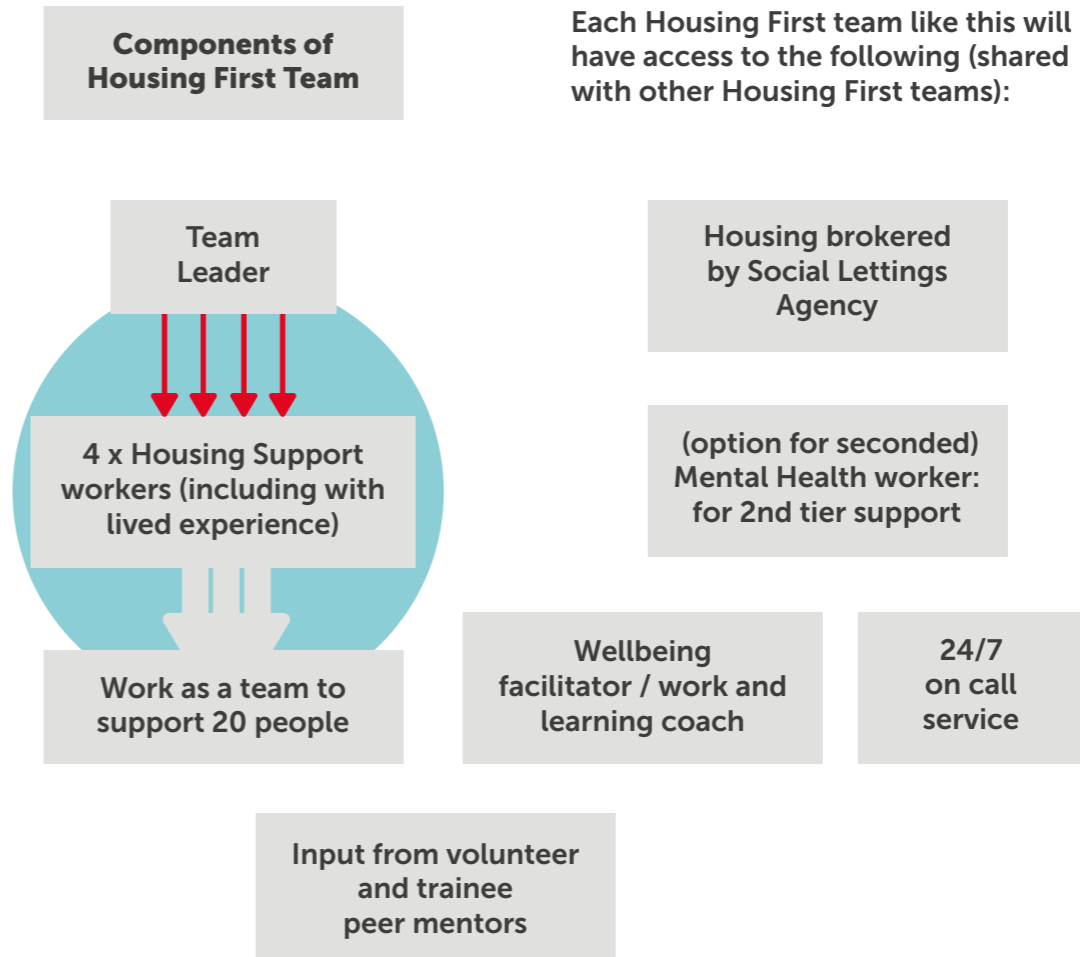 Components of
Housing First Team
Each Housing First team like this will
have access to the following (shared
with other Housing First teams):
Team
Leader
4 x Housing Support
workers (including with
lived experience)
Work as a team to
support 20 people
Housing brokered
by Social Lettings
Agency
(option for seconded)
Mental Health worker:
for 2nd tier support
Wellbeing
facilitator / work and
learning coach
24/7
on call
service
Input from volunteer
and trainee
peer mentors